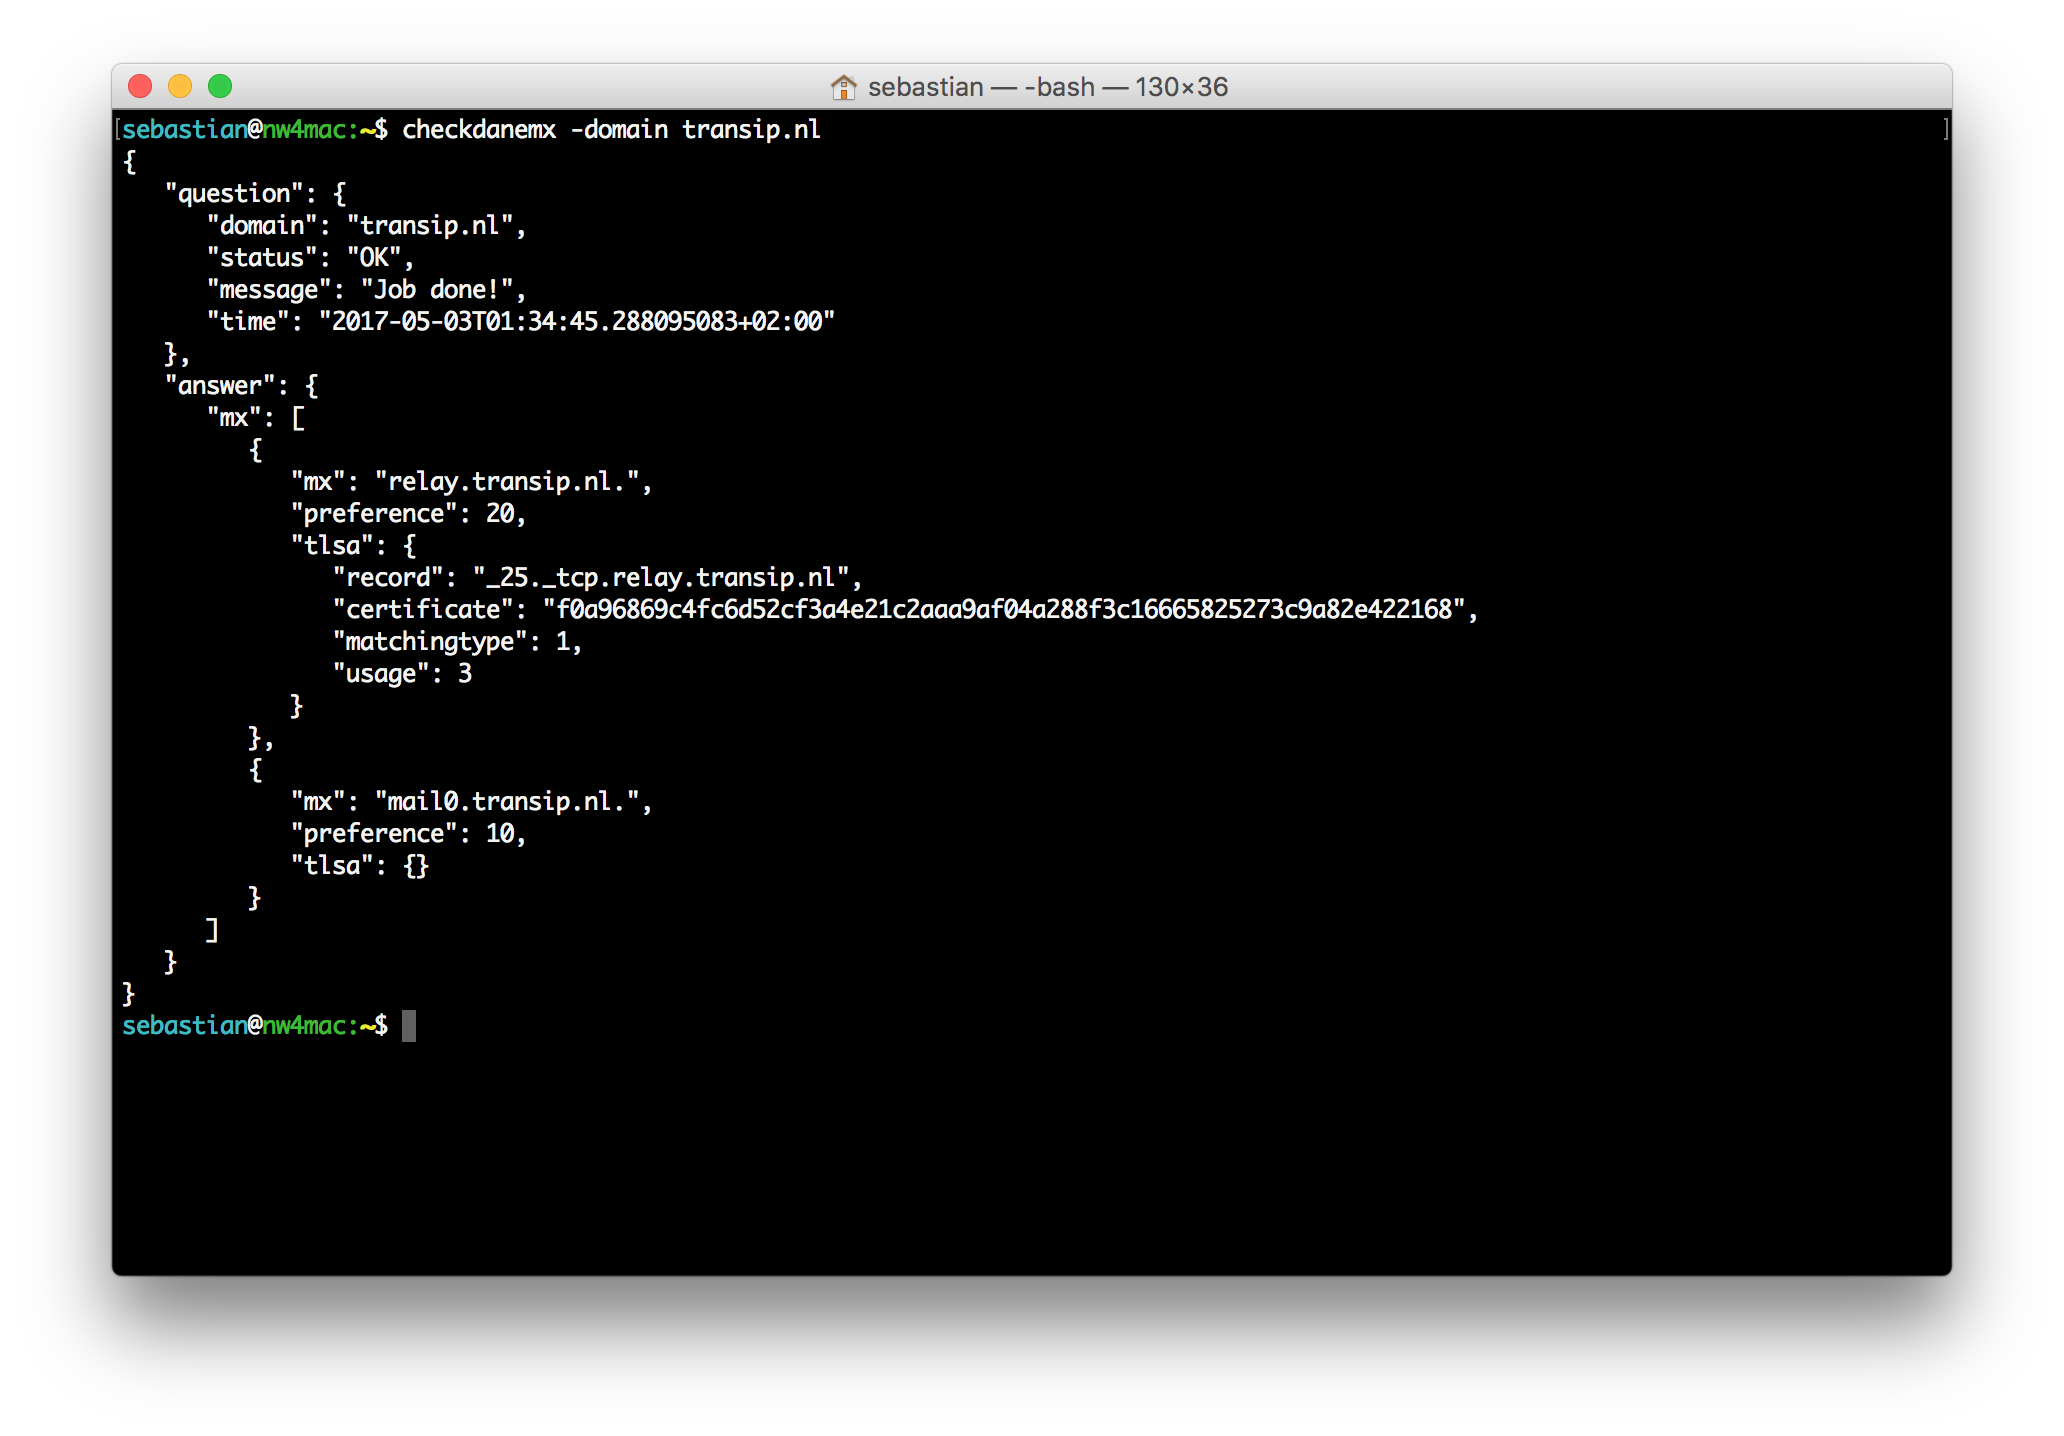 sebastian — -bash — 130×36
sebastian@nw4mac:~$ checkdanemx -domain transip.nl
{
   "question": {
      "domain": "transip.nl",
      "status": "OK",
      "message": "Job done!",
      "time": "2017-05-03T01:34:45.288095083+02:00"
   },
   "answer": {
      "mx": [
         {
            "mx": "relay.transip.nl.",
            "preference": 20,
            "tlsa": {
               "record": "_25._tcp.relay.transip.nl",
               "certificate": "f0a96869c4fc6d52cf3a4e21c2aaa9af04a288f3c16665825273c9a82e422168",
               "matchingtype": 1,
               "usage": 3
            }
         },
         {
            "mx": "mail0.transip.nl.",
            "preference": 10,
            "tlsa": {}
         }
      ]
   }
}
sebastian@nw4mac:~$